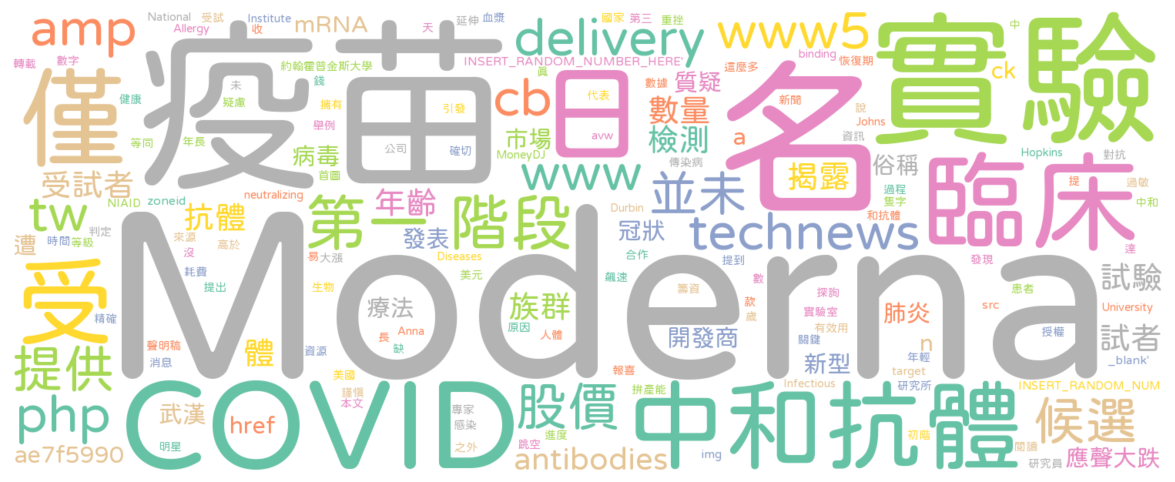 National 受試 Institute 血漿 延伸 國家 第三 重挫 中
amp Allergy 收 mRNA 天 delivery www5 實驗
轉載 數字 約翰霍普金斯大學 INSERT_RANDOM_NUMBER_HERE' binding 恢復期
僅 疫苗 日 名 ck
健康 未 疑慮 錢 擁有 引發 cb 代表 數據 質疑 這麼多 新聞 說
等同 年長 舉例 市場 avw 數量 a 資訊 Johns
病毒 公司 確切 MoneyDJ 檢測 Hopkins 對抗
受試者 首圖 neutralizing www 傳染病 揭露 俗稱 過程 提 過敏
tw NIAID zoneid 抗體 第一階段 年齡 並未 隻字 臨床 中和
遭 時間 等級 判定 來源 高於 發表 Durbin 冠狀 technews 和抗體 達
沒 易 大漲 Diseases 合作 提到 發現
受 Moderna 試驗
耗費 提出 生物 美元 飆速 籌資 數 探詢 患者
精確 療法 族群 款 實驗室 肺炎 src University
聲明稿 長 Anna 原因 人體 歲 有效用 授權 試者
消息 體 資源 缺 開發商 關鍵 n _blank'
提供 美國 報喜 新型 年輕
謹慎 本文 拚產能 Infectious target 研究所 INSERT_RANDOM_NUM
php COVID 股價 中和抗體 候選
武漢 href 專家 感染 進度 初階 閱讀
ae7f5990 明星 之外 跳空 antibodies img 研究員 應聲大跌